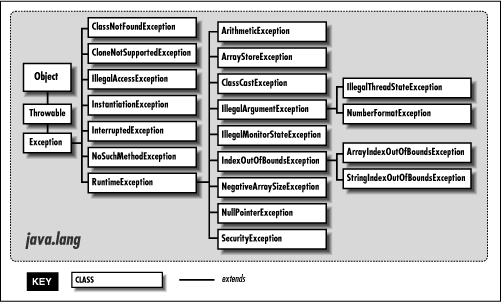 Object
Throwable
Exception
ClassNotFoundException
CloneNotSupportedException
IllegalAccessException
InstantiationException
InterruptedException
NoSuchMethodException
RuntimeException
ArithmeticException
ArrayStoreException
ClassCastException
IllegalArgumentException
IllegalMonitorStateException
IndexOutOfBoundsException
NegativeArraySizeException
NullPointerException
SecurityException
IllegalThreadStateException
NumberFormatException
ArrayIndexOutOfBoundsException
StringIndexOutOfBoundsException
java.lang
KEY
CLASS
extends